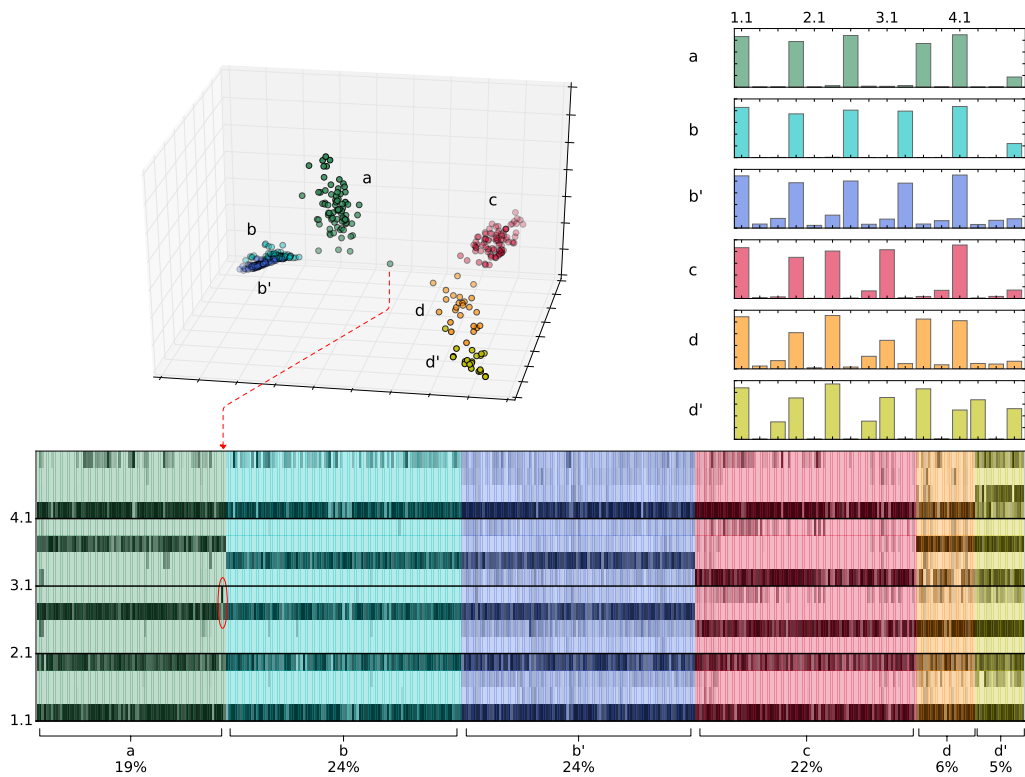 1.1 2.1 3.1 4.1
a
b
b'
c
d
d'
a
c
b
b'
d
d'
4.1
3.1
2.1
1.1
a b b' c d d'
19% 24% 24% 22% 6% 5%